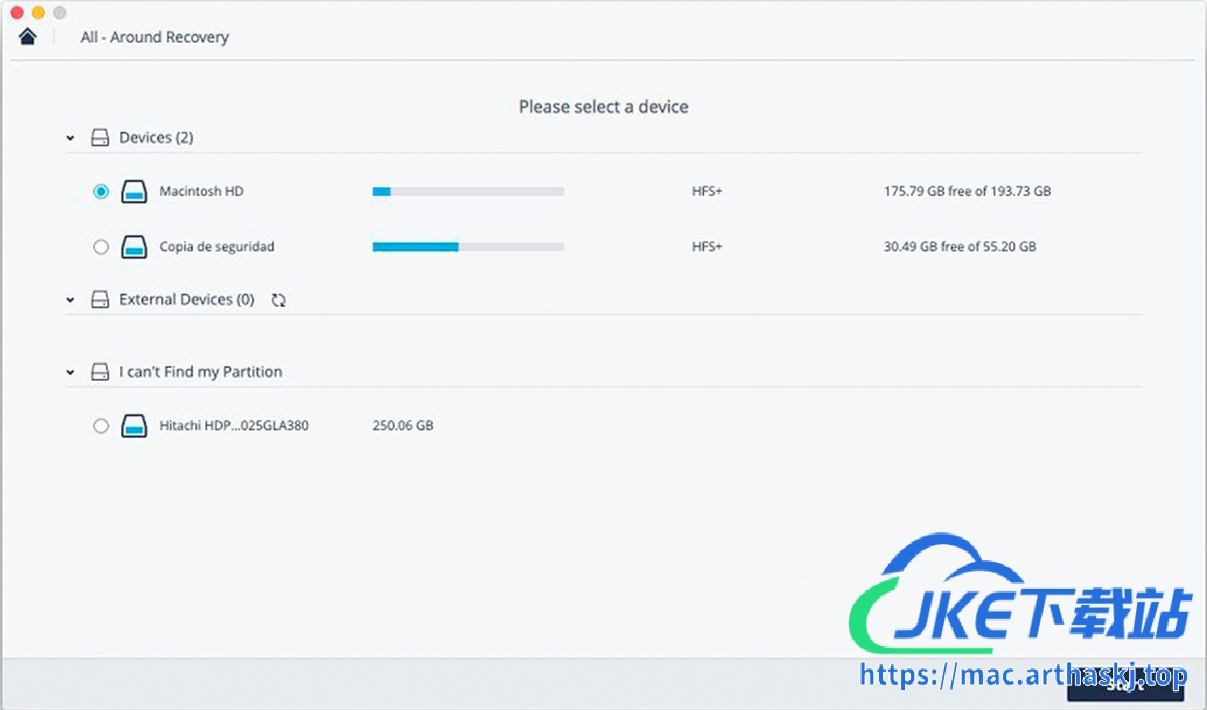 All - Around Recovery
Please select a device
Devices (2)
Macintosh HD HFS+ 175.79 GB free of 193.73 GB
Copia de seguridad HFS+ 30.49 GB free of 55.20 GB
External Devices (0)
I can't Find my Partition
Hitachi HDP...025GLA380 250.06 GB
JKE下载站
https://mac.arthaskj.top
Start